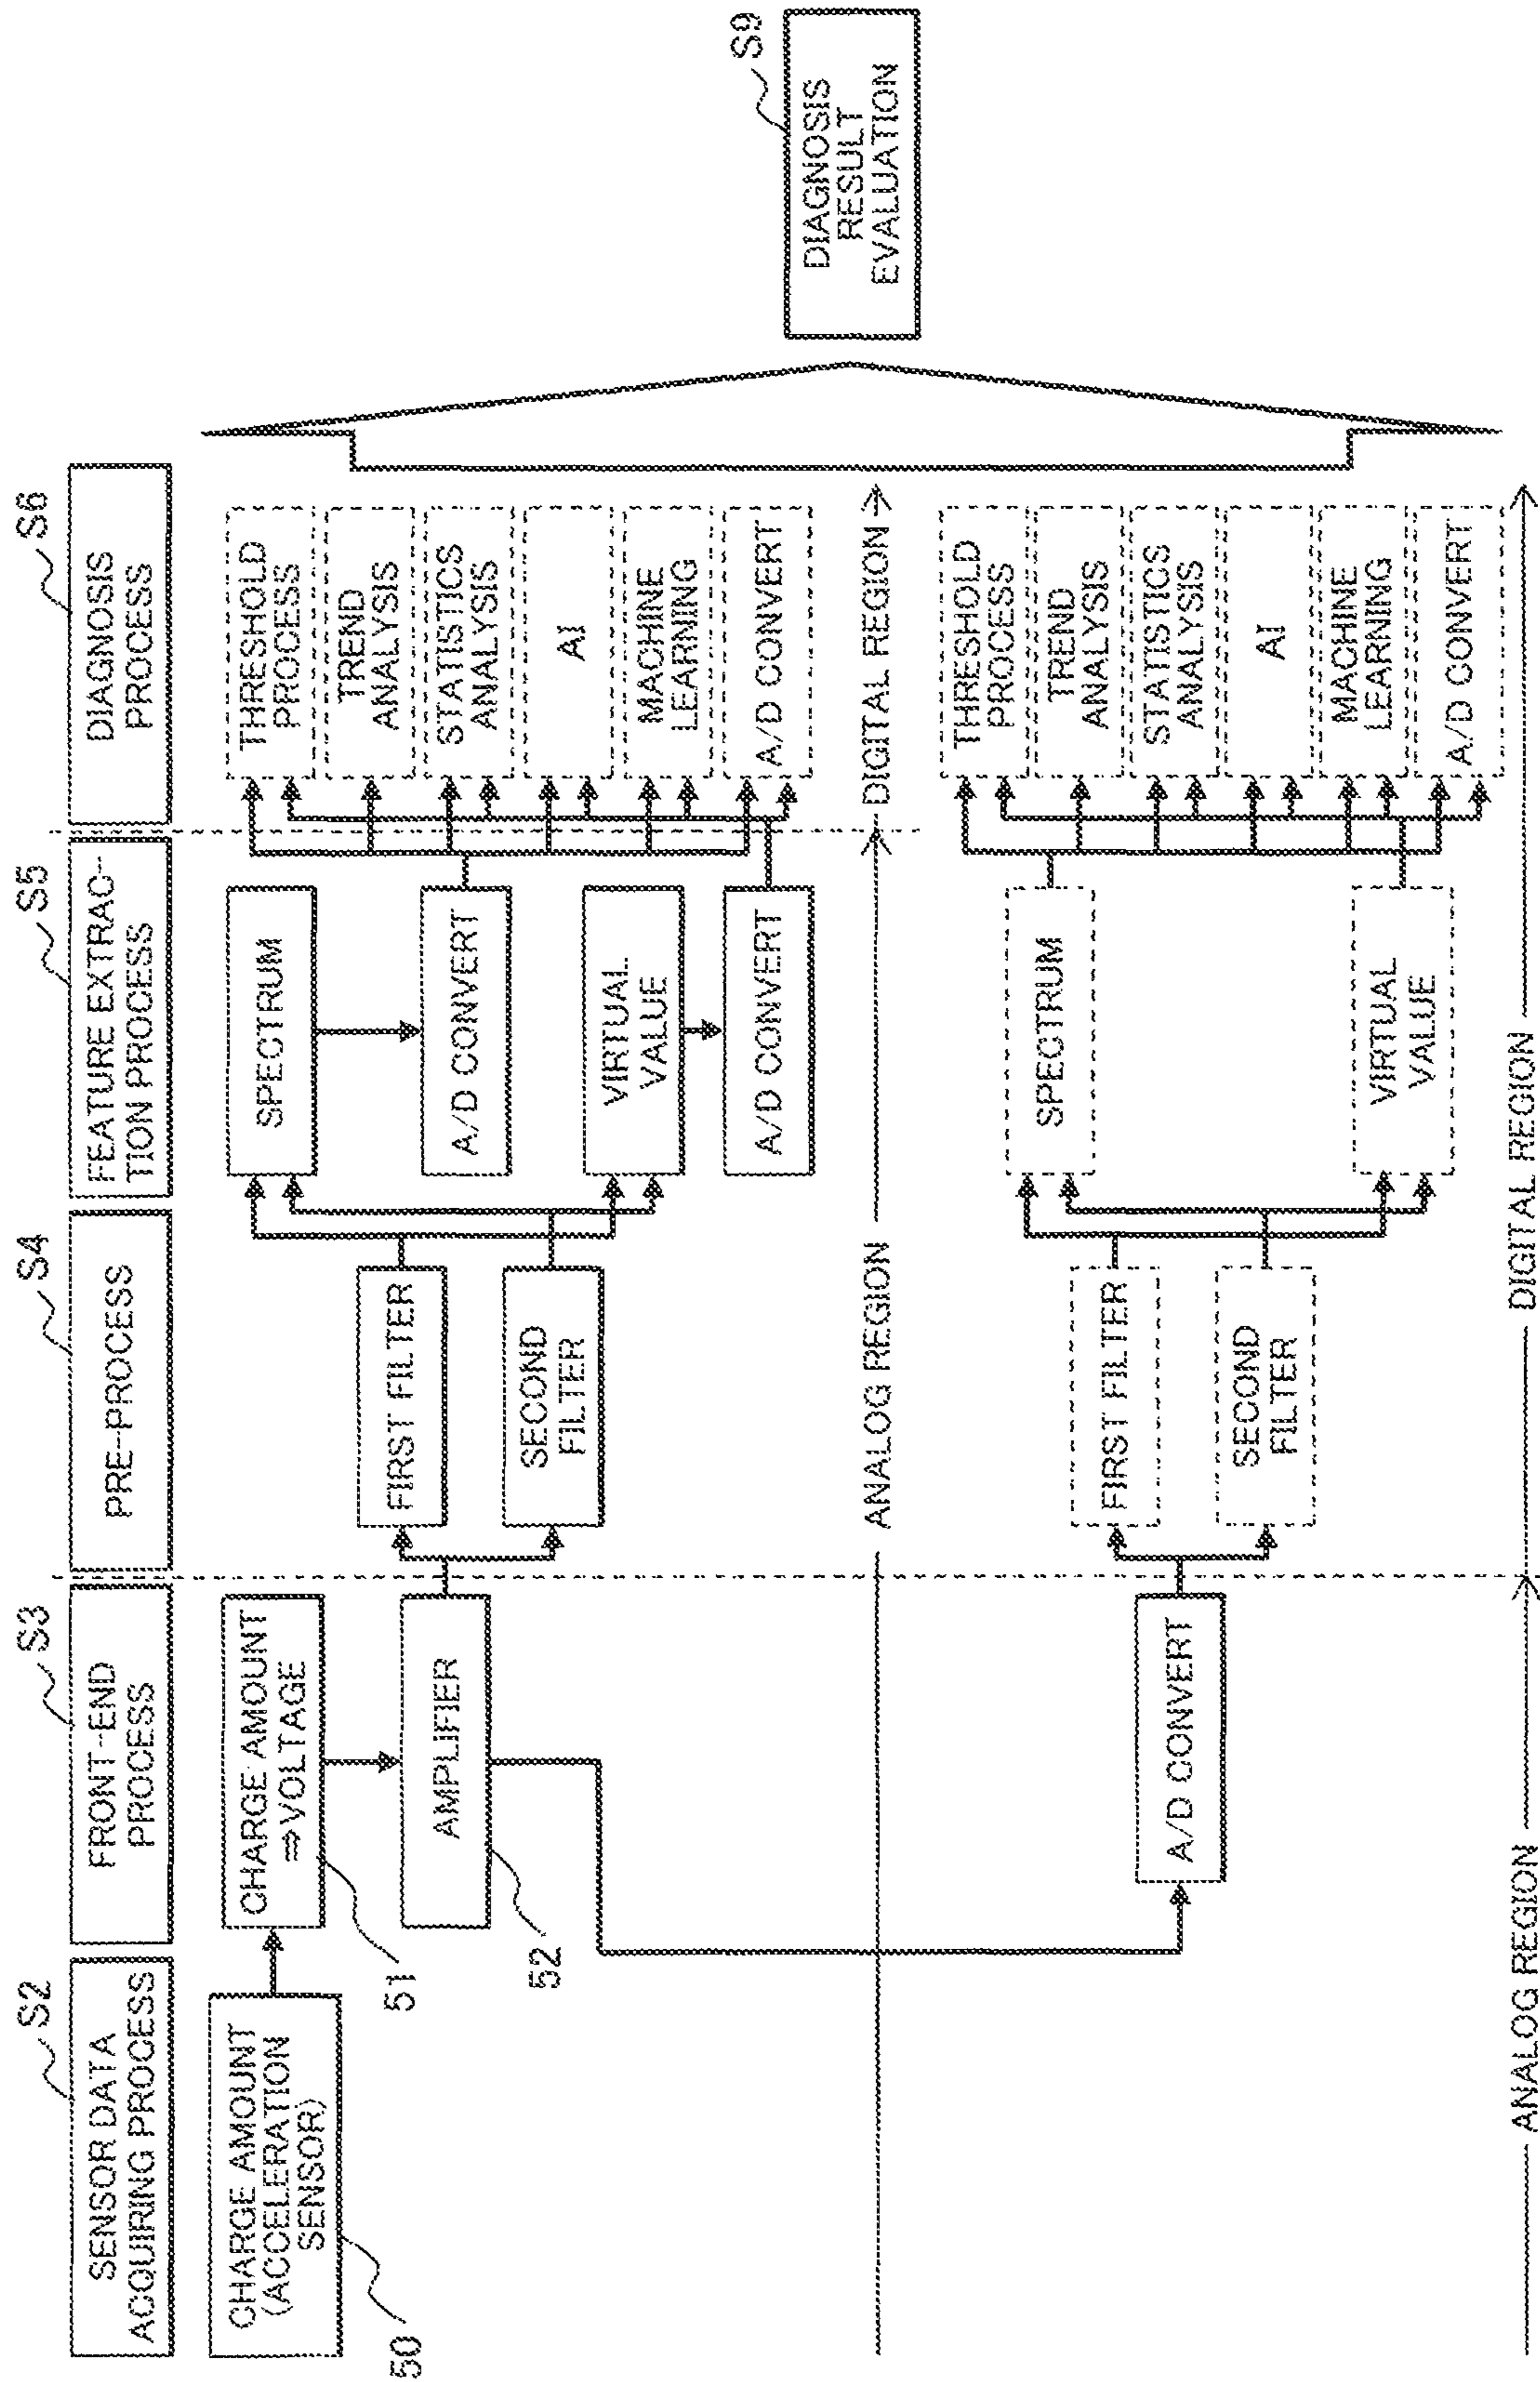 S2
SENSOR DATA
ACQUIRING PROCESS
S3
FRONT-END
PROCESS
S4
PRE-PROCESS
S5
FEATURE EXTRAC-
TION PROCESS
S6
DIAGNOSIS
PROCESS
CHARGE AMOUNT
(ACCELERATION
SENSOR)
50
CHARGE AMOUNT
⇒VOLTAGE
51
AMPLIFIER
52
FIRST FILTER
SECOND
FILTER
SPECTRUM
A/D CONVERT
VIRTUAL
VALUE
A/D CONVERT
THRESHOLD
PROCESS
TREND
ANALYSIS
STATISTICS
ANALYSIS
AI
MACHINE
LEARNING
A/D CONVERT
S9
DIAGNOSIS
RESULT
EVALUATION
ANALOG REGION
DIGITAL REGION
A/D CONVERT
FIRST FILTER
SECOND
FILTER
SPECTRUM
VIRTUAL
VALUE
THRESHOLD
PROCESS
TREND
ANALYSIS
STATISTICS
ANALYSIS
AI
MACHINE
LEARNING
A/D CONVERT
ANALOG REGION
DIGITAL REGION